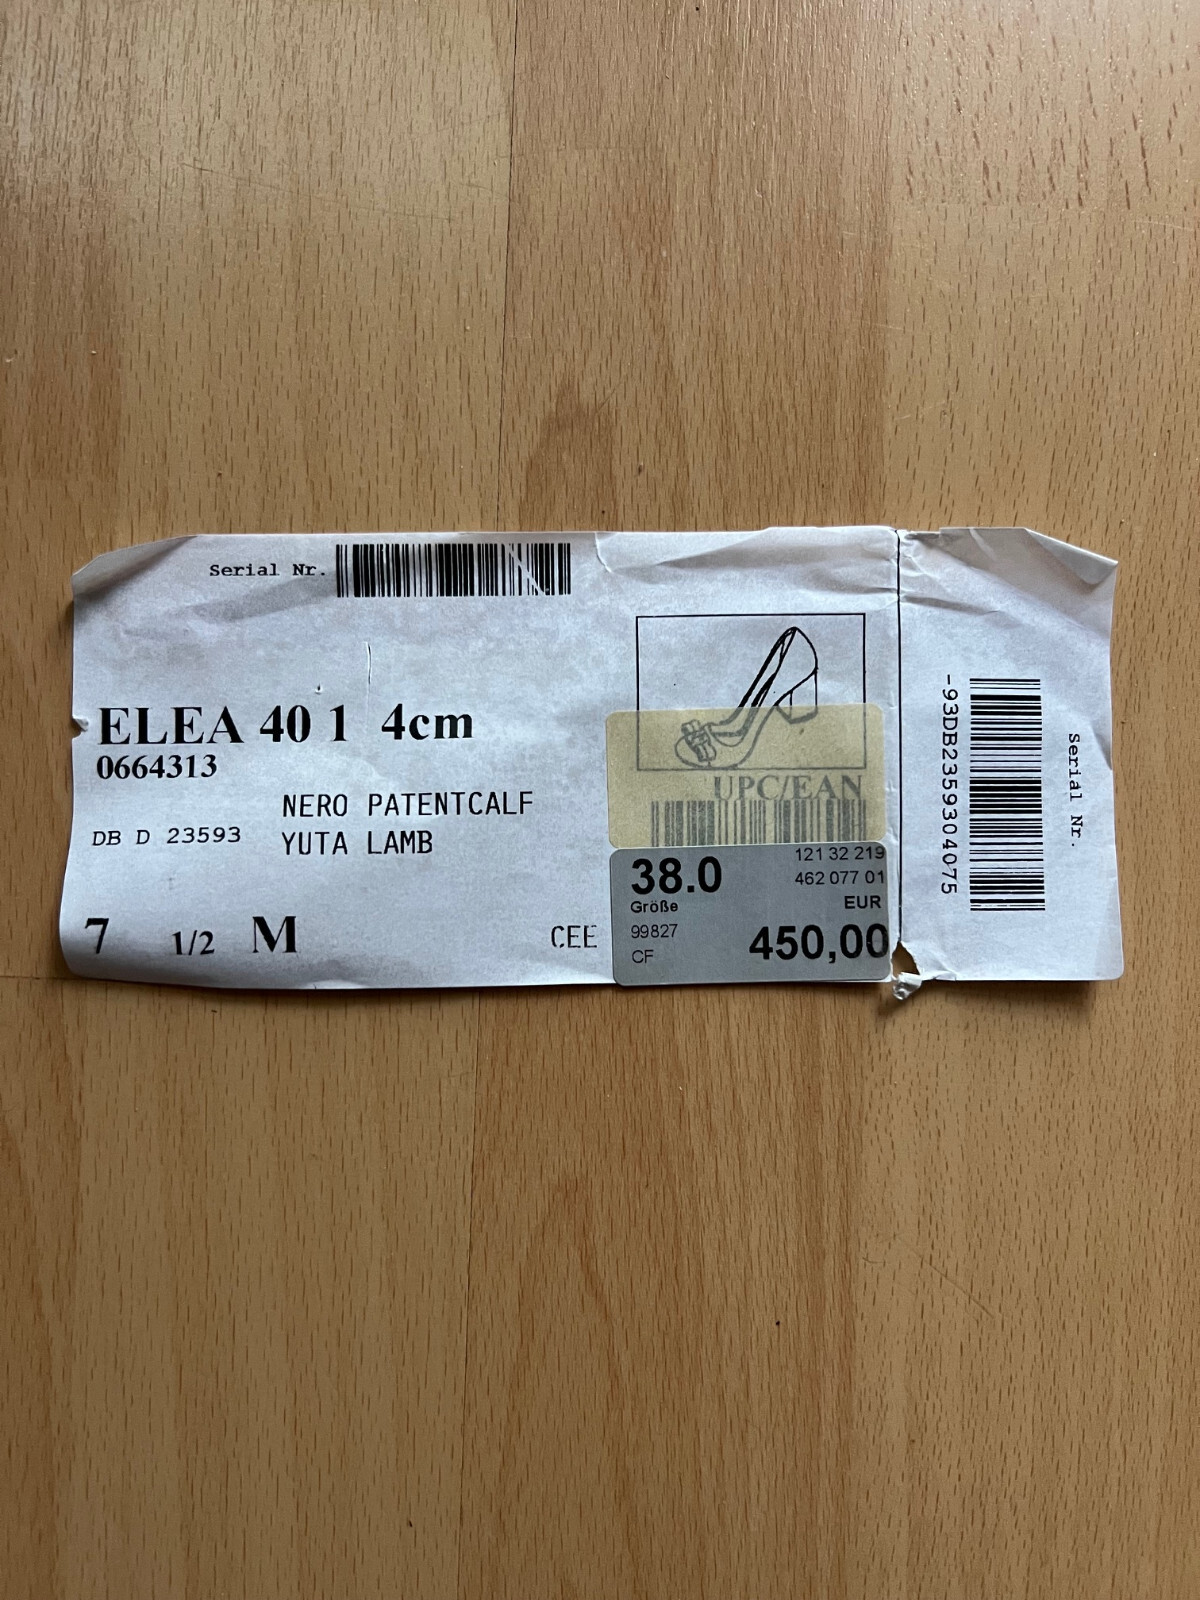 Serial Nr.
ELEA 40 1 4cm
0664313
NERO PATENTCALF
DB D 23593
YUTA LAMB
7 1/2 M
CEE
UPC/EAN
38.0
Größe
99827
CF
121 32 219
462 077 01
EUR
450,00
Serial Nr.
-93DB2359304075